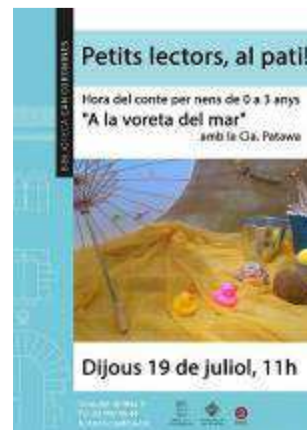 Petits lectors, al pati!
Hora del conte per nens de 0 a 3 anys
"A la voreta del mar"
amb la Cia. Patawa
Dijous 19 de juliol, 11h